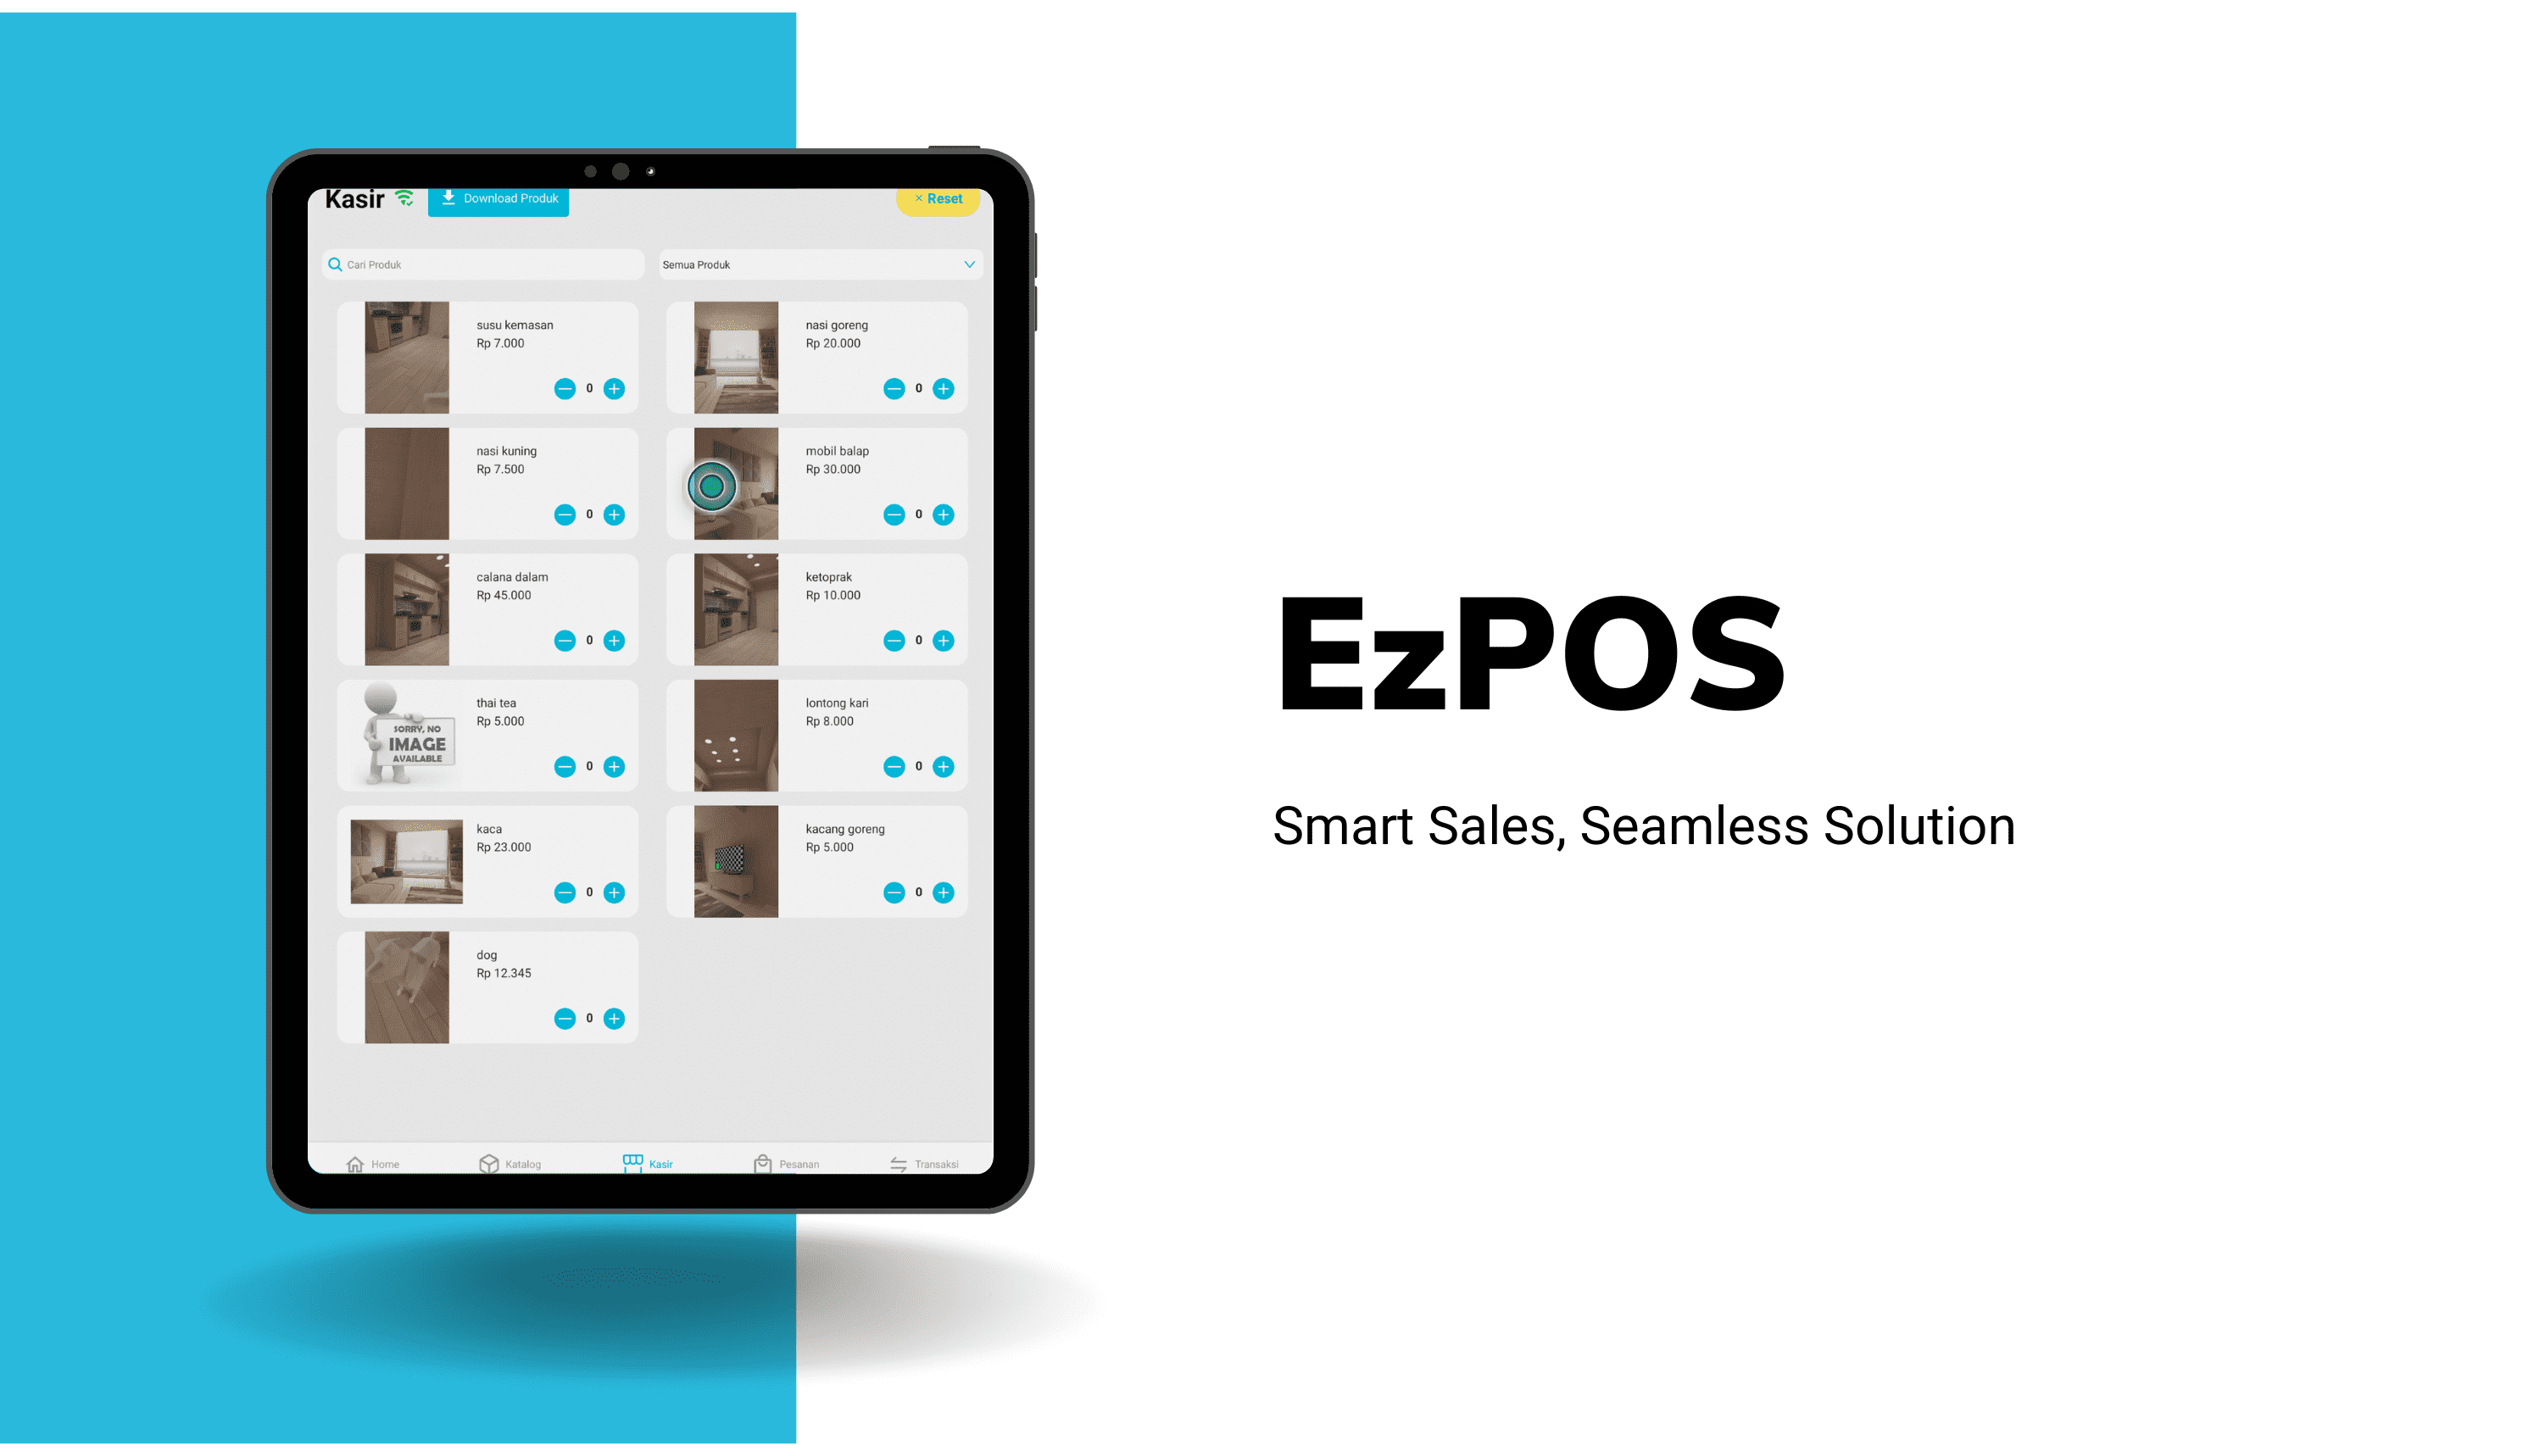 Kasir
Download Produk
× Reset
Cari Produk
Semua Produk
susu kemasan
Rp 7.000
0
nasi goreng
Rp 20.000
0
nasi kuning
Rp 7.500
0
mobil balap
Rp 30.000
0
calana dalam
Rp 45.000
0
ketoprak
Rp 10.000
0
SORRY, NO
IMAGE
AVAILABLE
thai tea
Rp 5.000
0
lontong kari
Rp 8.000
0
kaca
Rp 23.000
0
kacang goreng
Rp 5.000
0
dog
Rp 12.345
0
Home
Katalog
Kasir
Pesanan
Transaksi
EzPOS
Smart Sales, Seamless Solution